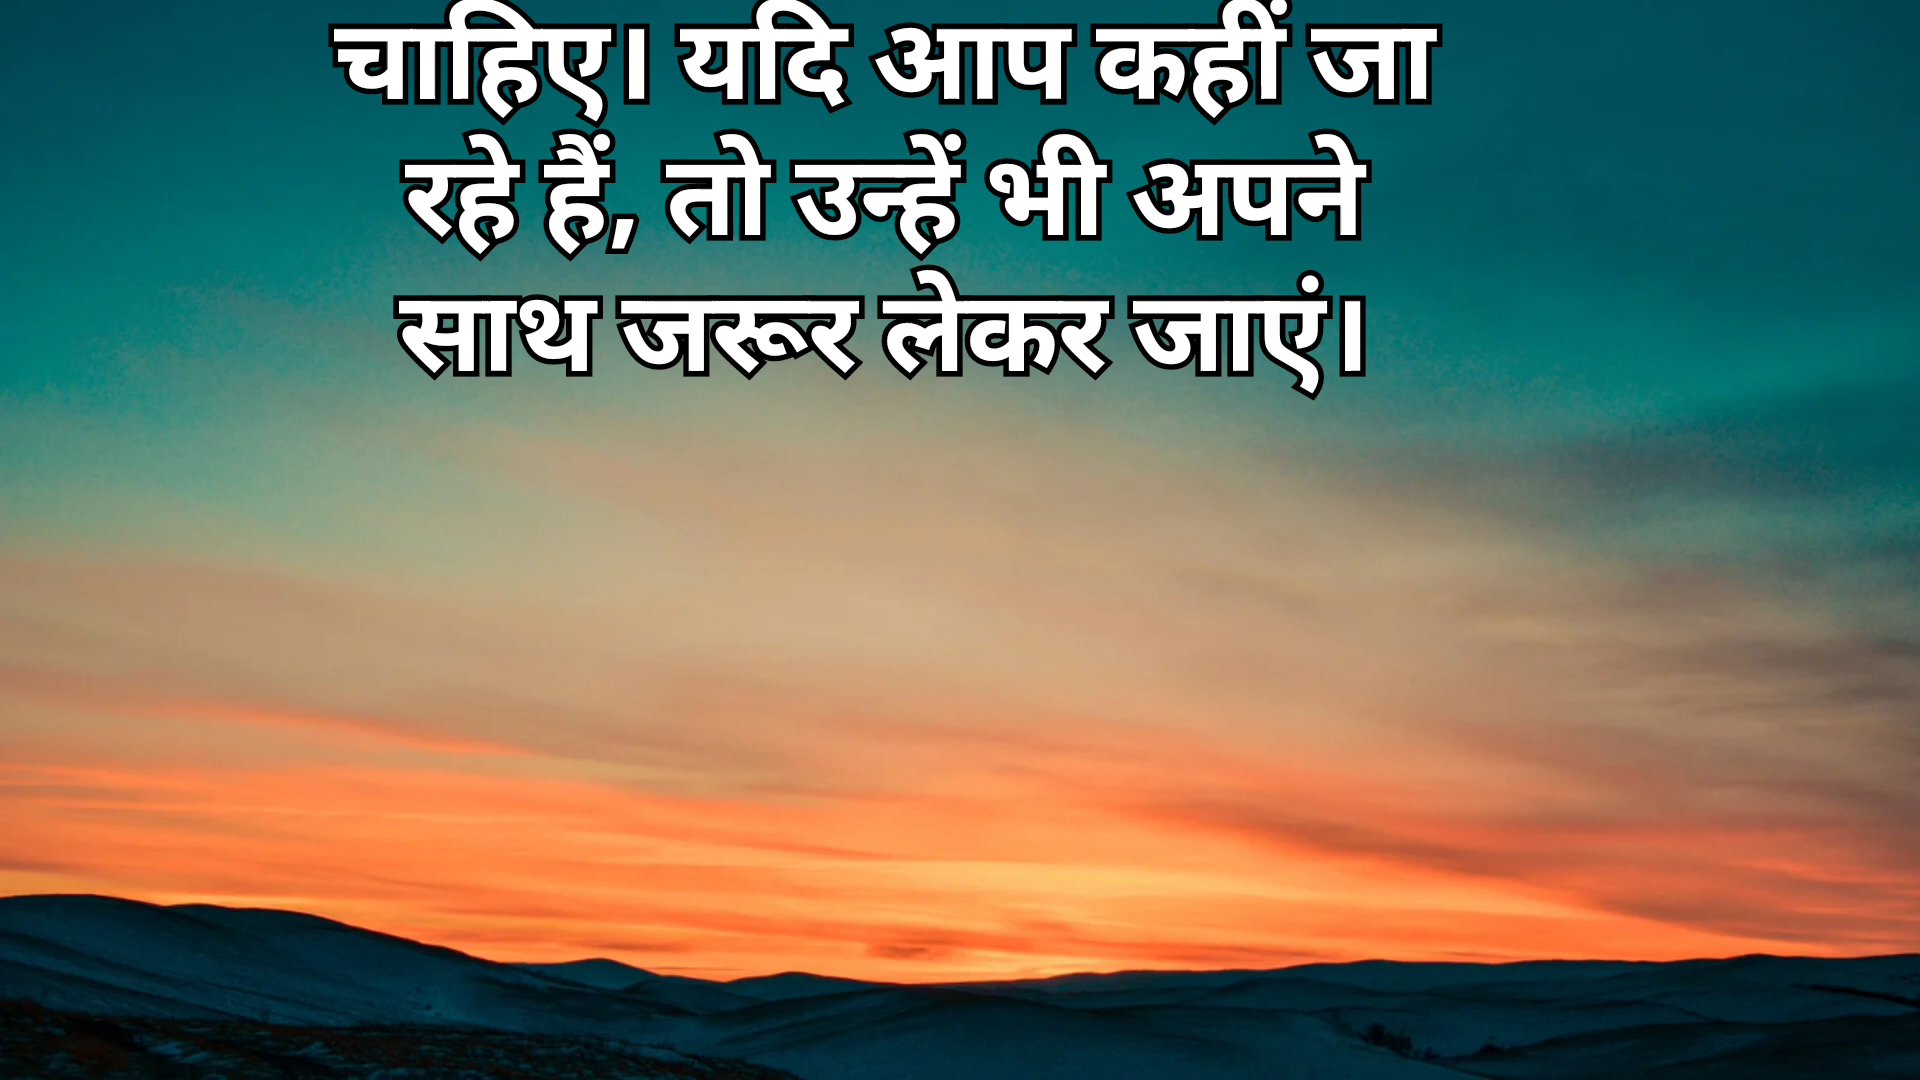 चाहिए। यदि आप कहीं जा
रहे हैं, तो उन्हें भी अपने
साथ जरूर लेकर जाएं।